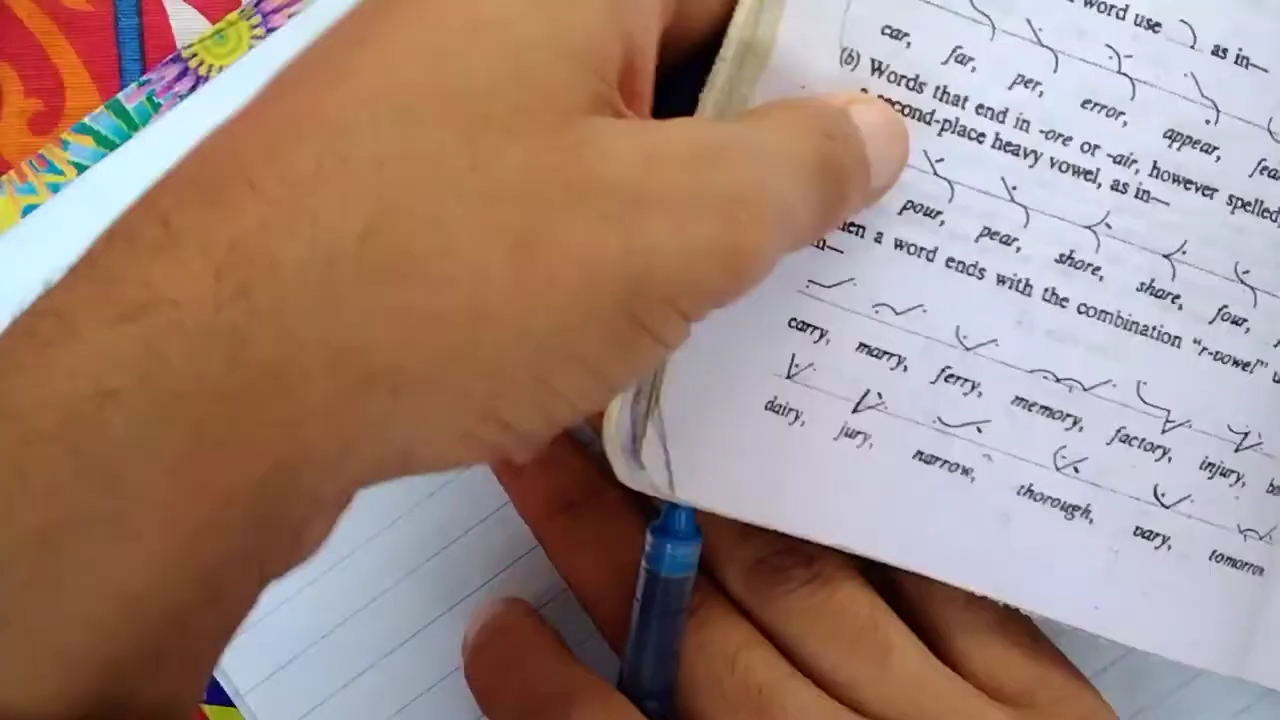 word use as in—
car, far, per, error, appear,
(b) Words that end in -ore or -air, however spelled,
second-place heavy vowel, as in—
pour, pear, shore, share, four,
a word ends with the combination "r-vowel"
carry, marry, ferry, memory, factory, injury,
dairy, jury, narrow, thorough, vary, tomorrow